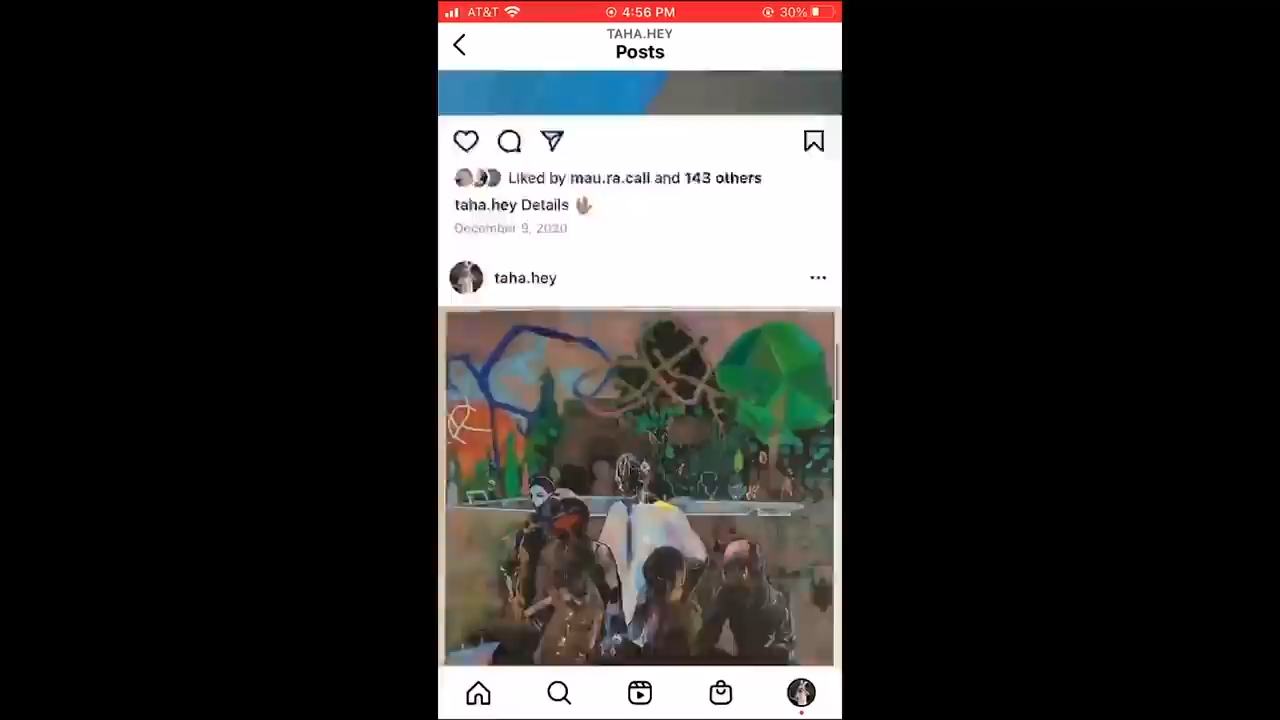 AT&T 4:56 PM 30%
TAHA.HEY
Posts
Liked by mau.ra.call and 143 others
taha.hey Details 🖖🏽
December 9, 2020
taha.hey